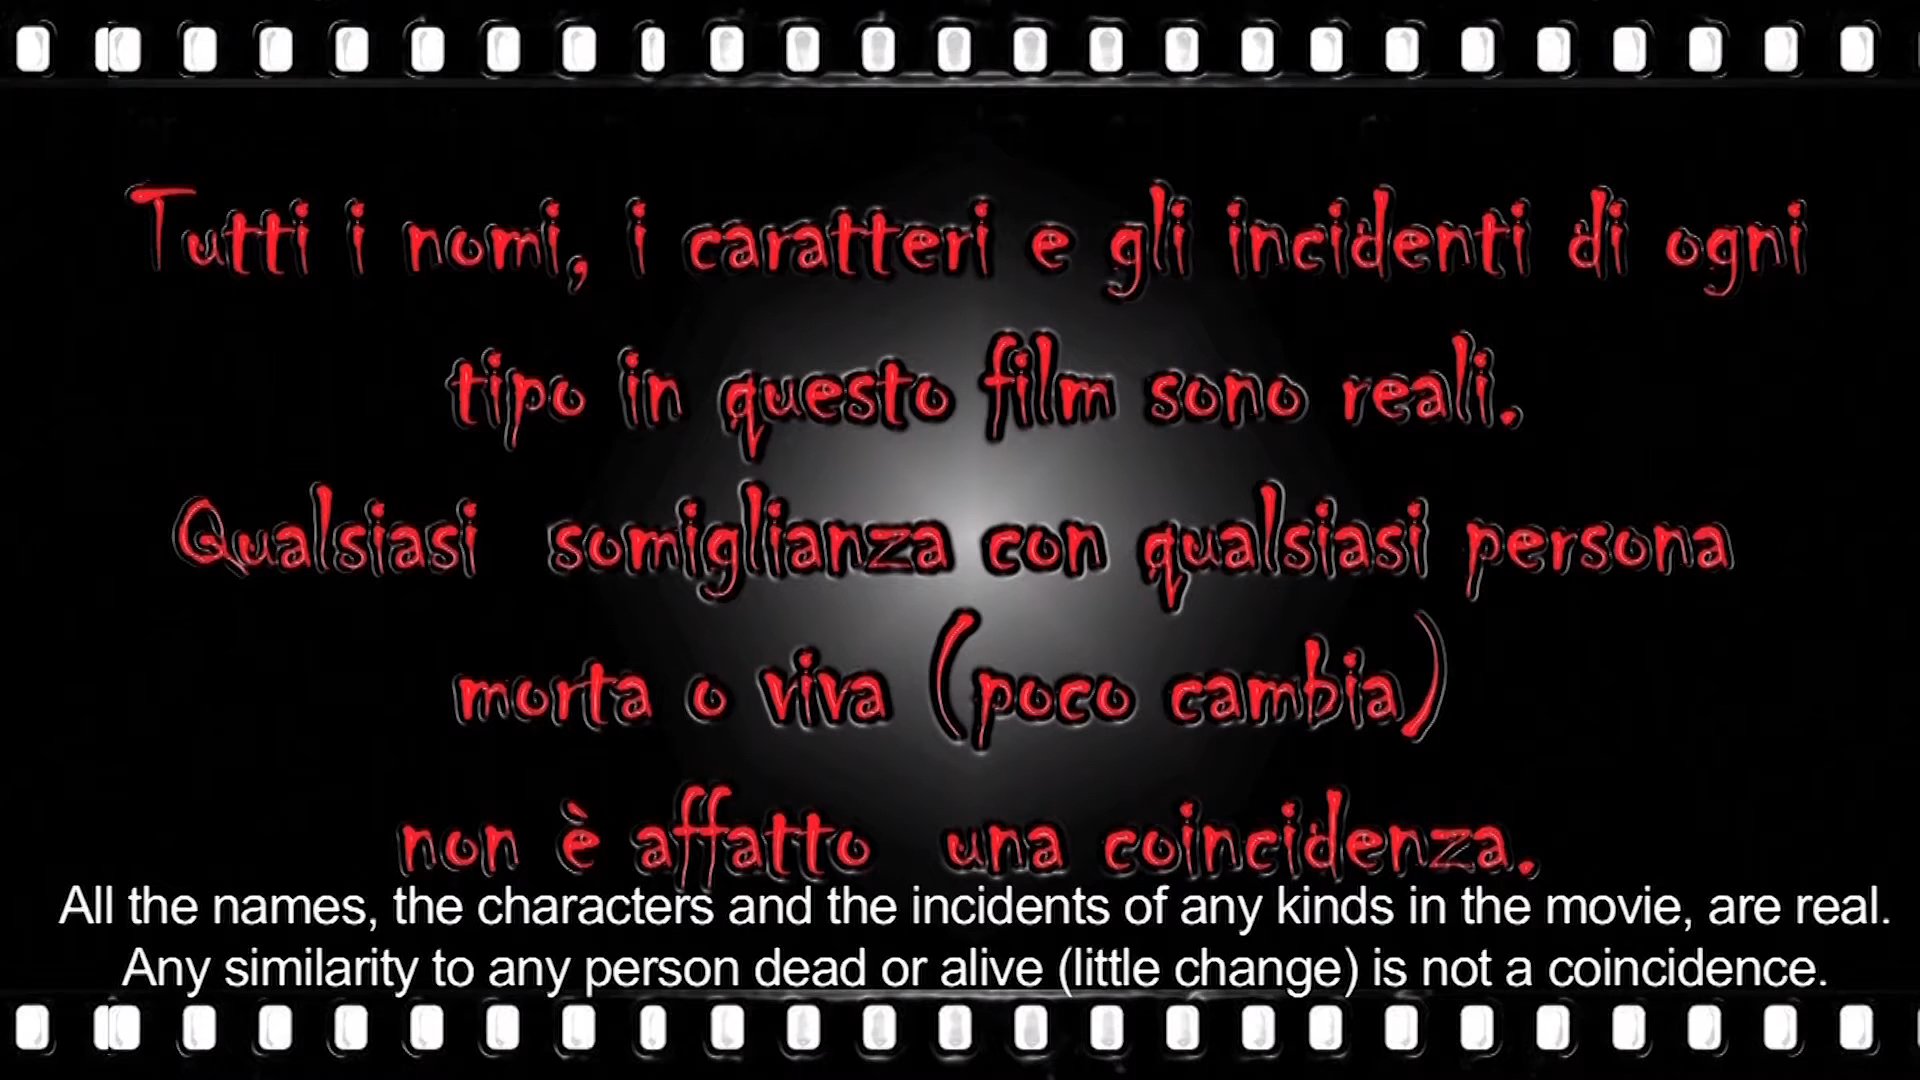 Tutti i nomi, i caratteri e gli incidenti di ogni
tipo in questo film sono reali.
Qualsiasi somiglianza con qualsiasi persona
morta o viva (poco cambia)
non è affatto una coincidenza.
All the names, the characters and the incidents of any kinds in the movie, are real.
Any similarity to any person dead or alive (little change) is not a coincidence.